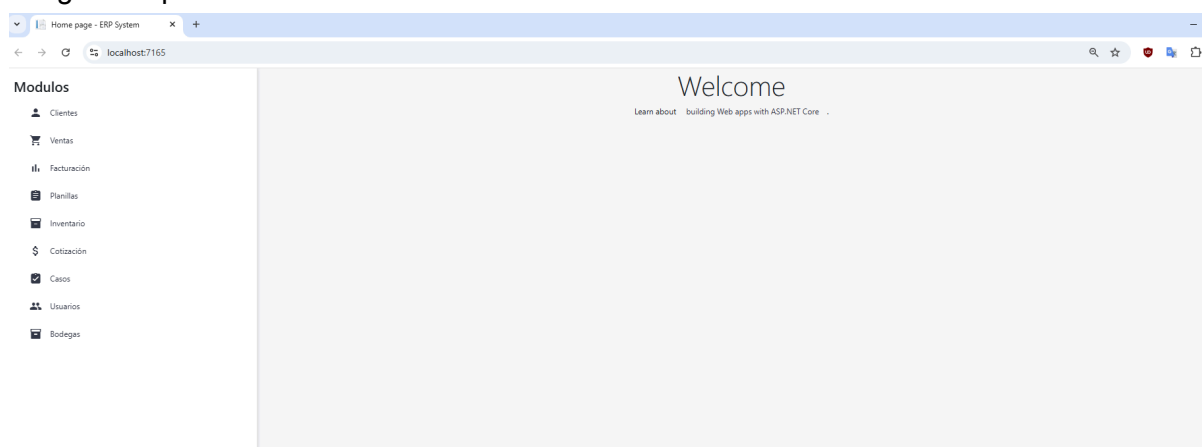 Home page - ERP System
localhost:7165
Modulos
Welcome
Clientes
Learn about building Web apps with ASP.NET Core .
Ventas
Facturación
Planillas
Inventario
Cotización
Casos
Usuarios
Bodegas